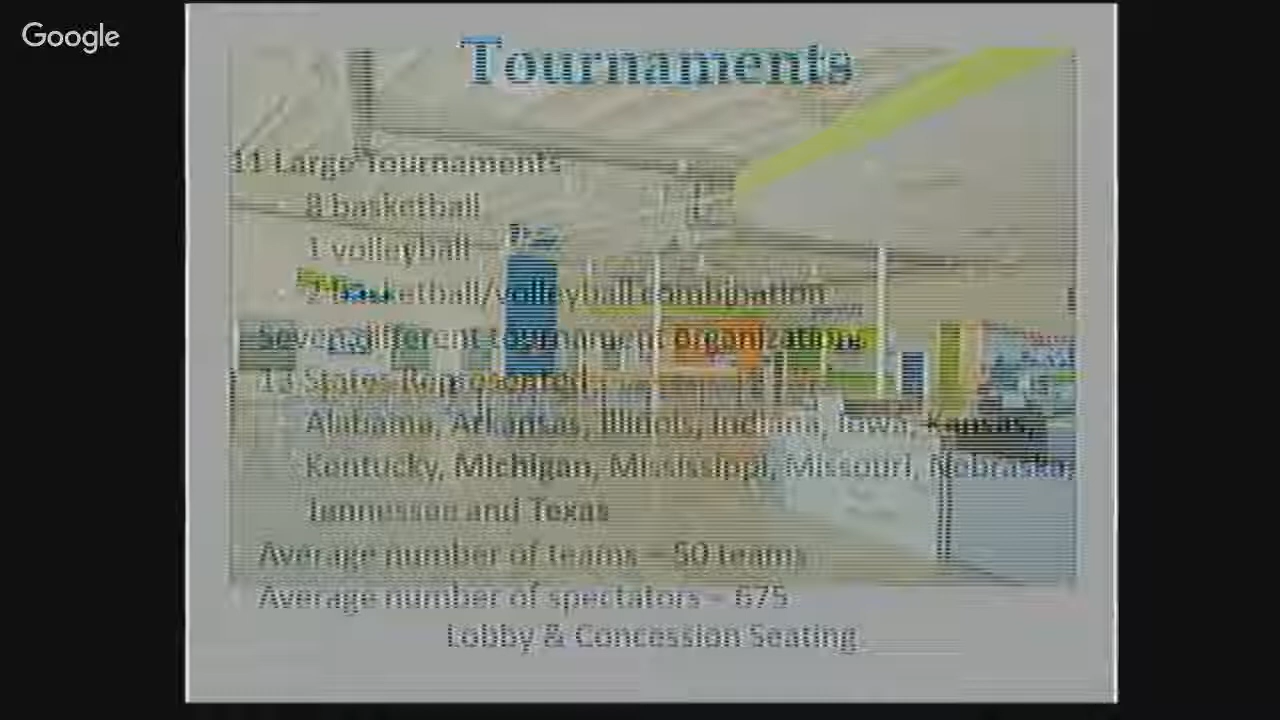 Google
Tournaments
11 Large Tournaments
8 basketball
1 volleyball
2 basketball/volleyball combination
Seven different tournament organizations
13 States Represented:
Alabama, Arkansas, Illinois, Indiana, Iowa, Kansas,
Kentucky, Michigan, Mississippi, Missouri, Nebraska,
Tennessee and Texas
Average number of teams – 50 teams
Average number of spectators – 675
Lobby & Concession Seating